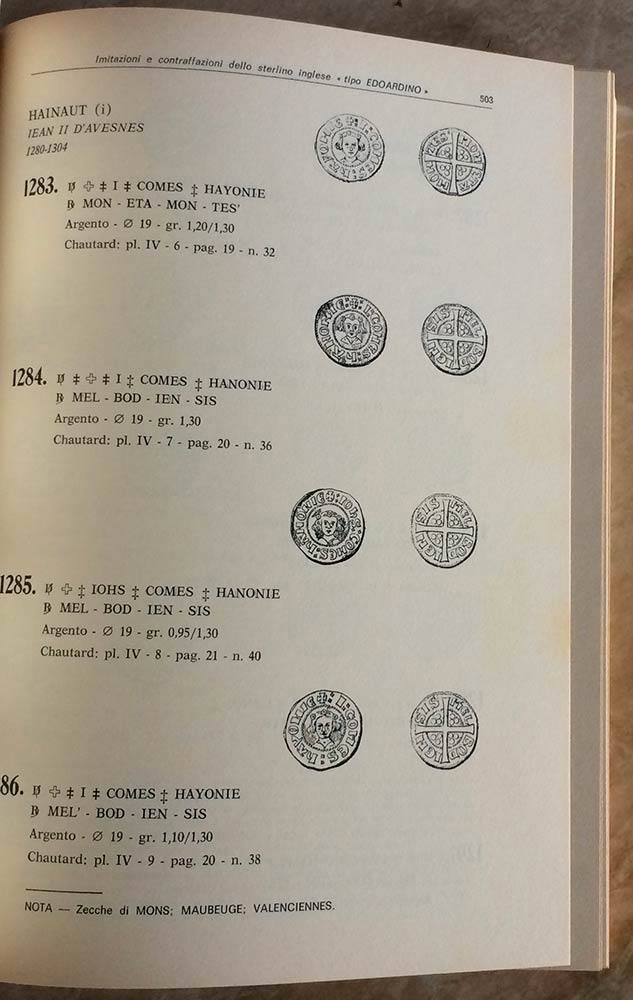 Imitazioni e contraffazioni dello sterlino inglese « tipo EDOARDINO »
503
HAINAUT (i)
IEAN II D'AVESNES
1280-1304
1283. ✢ ‡ I ‡ COMES ‡ HAYONIE
MON - ETA - MON - TES'
Argento - ∅ 19 - gr. 1,20/1,30
Chautard: pl. IV - 6 - pag. 19 - n. 32
1284. ‡ ✢ ‡ I ‡ COMES ‡ HANONIE
MEL - BOD - IEN - SIS
Argento - ∅ 19 - gr. 1,30
Chautard: pl. IV - 7 - pag. 20 - n. 36
1285. ✢ ‡ IOHS ‡ COMES ‡ HANONIE
MEL - BOD - IEN - SIS
Argento - ∅ 19 - gr. 0,95/1,30
Chautard: pl. IV - 8 - pag. 21 - n. 40
86. ✢ ‡ I ‡ COMES ‡ HAYONIE
MEL' - BOD - IEN - SIS
Argento - ∅ 19 - gr. 1,10/1,30
Chautard: pl. IV - 9 - pag. 20 - n. 38
NOTA — Zecche di MONS; MAUBEUGE; VALENCIENNES.